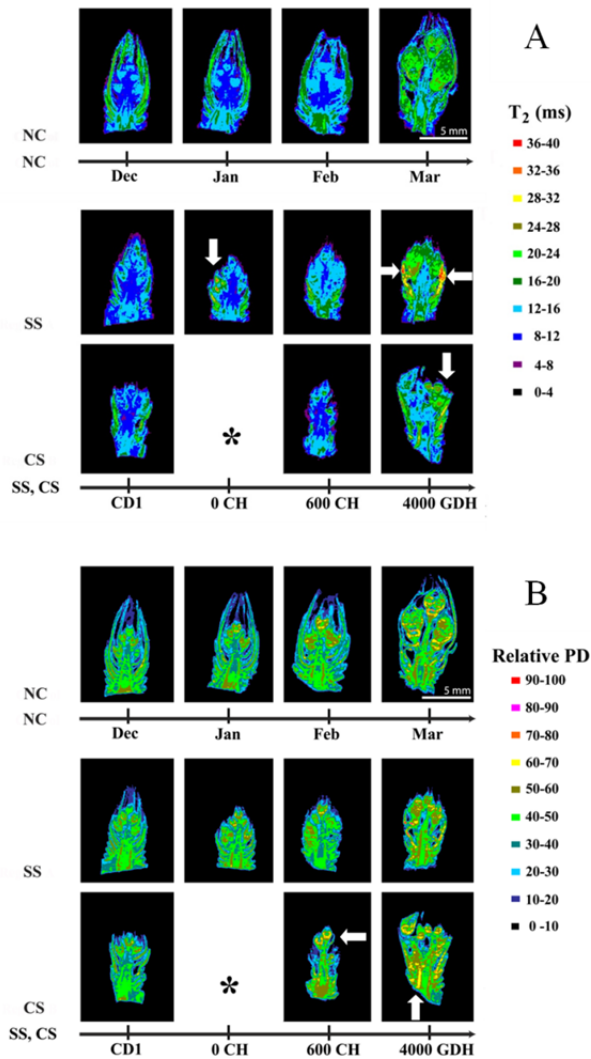 A
T2 (ms)
36-40
32-36
28-32
24-28
20-24
16-20
12-16
8-12
4-8
0-4
5 mm
NC
NC
Dec Jan Feb Mar
SS
*
CS
SS, CS
CD1 0 CH 600 CH 4000 GDH
B
Relative PD
90-100
80-90
70-80
60-70
50-60
40-50
30-40
20-30
10-20
0 -10
5 mm
NC
NC
Dec Jan Feb Mar
SS
*
CS
SS, CS
CD1 0 CH 600 CH 4000 GDH